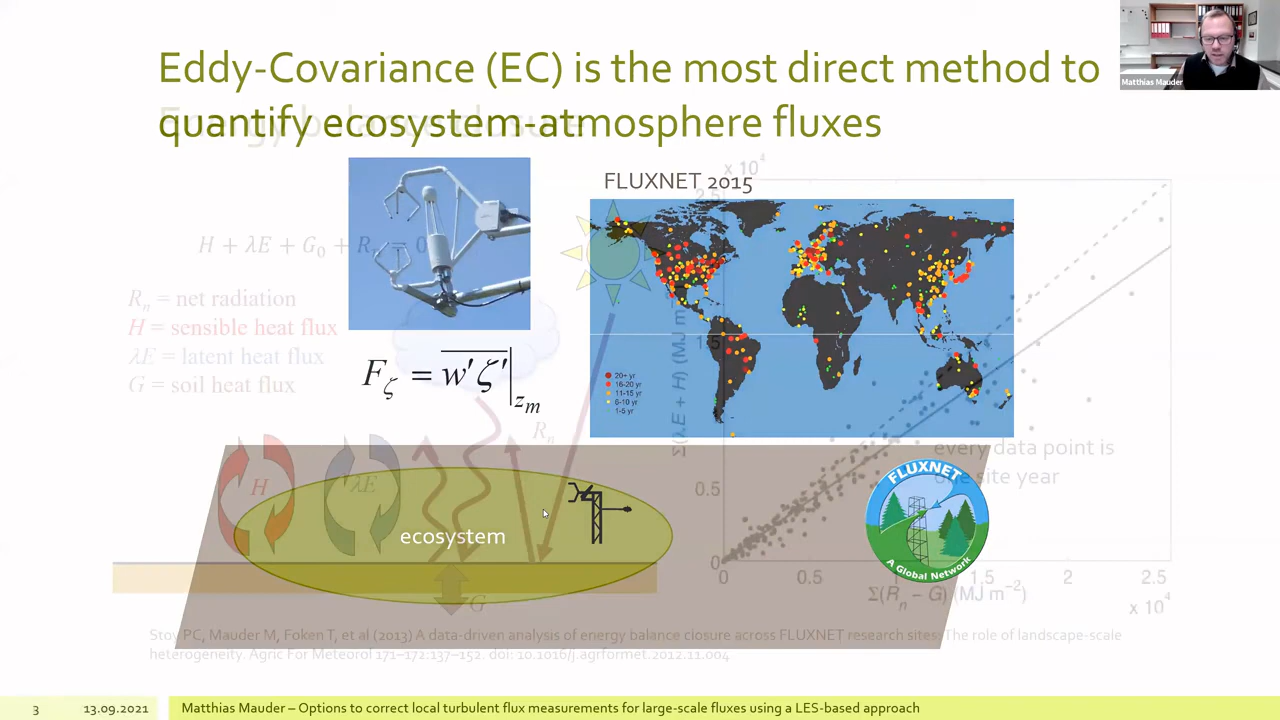 Matthias Mauder
Eddy-Covariance (EC) is the most direct method to
quantify ecosystem-atmosphere fluxes
Energy balance closure
FLUXNET 2015
H + λE + G₀ + Rₙ = 0
Rₙ = net radiation
H = sensible heat flux
λE = latent heat flux
G = soil heat flux
F_ζ = w'ζ'|_{z_m}
20+ yr
16-20 yr
11-15 yr
6-10 yr
1-5 yr
x 10⁴
2.5
1.5
0.5
0
Σ(λE + H) (MJ m
0 0.5 1.5 2 2.5
Σ(Rₙ − G) (MJ m⁻²)
x 10⁴
every data point is
one site year
Rₙ
H
λE
G
ecosystem
FLUXNET
A Global Network
Stoy PC, Mauder M, Foken T, et al (2013) A data-driven analysis of energy balance closure across FLUXNET research sites: The role of landscape-scale
heterogeneity. Agric For Meteorol 171–172:137–152. doi: 10.1016/j.agrformet.2012.11.004
3 13.09.2021 Matthias Mauder – Options to correct local turbulent flux measurements for large-scale fluxes using a LES-based approach